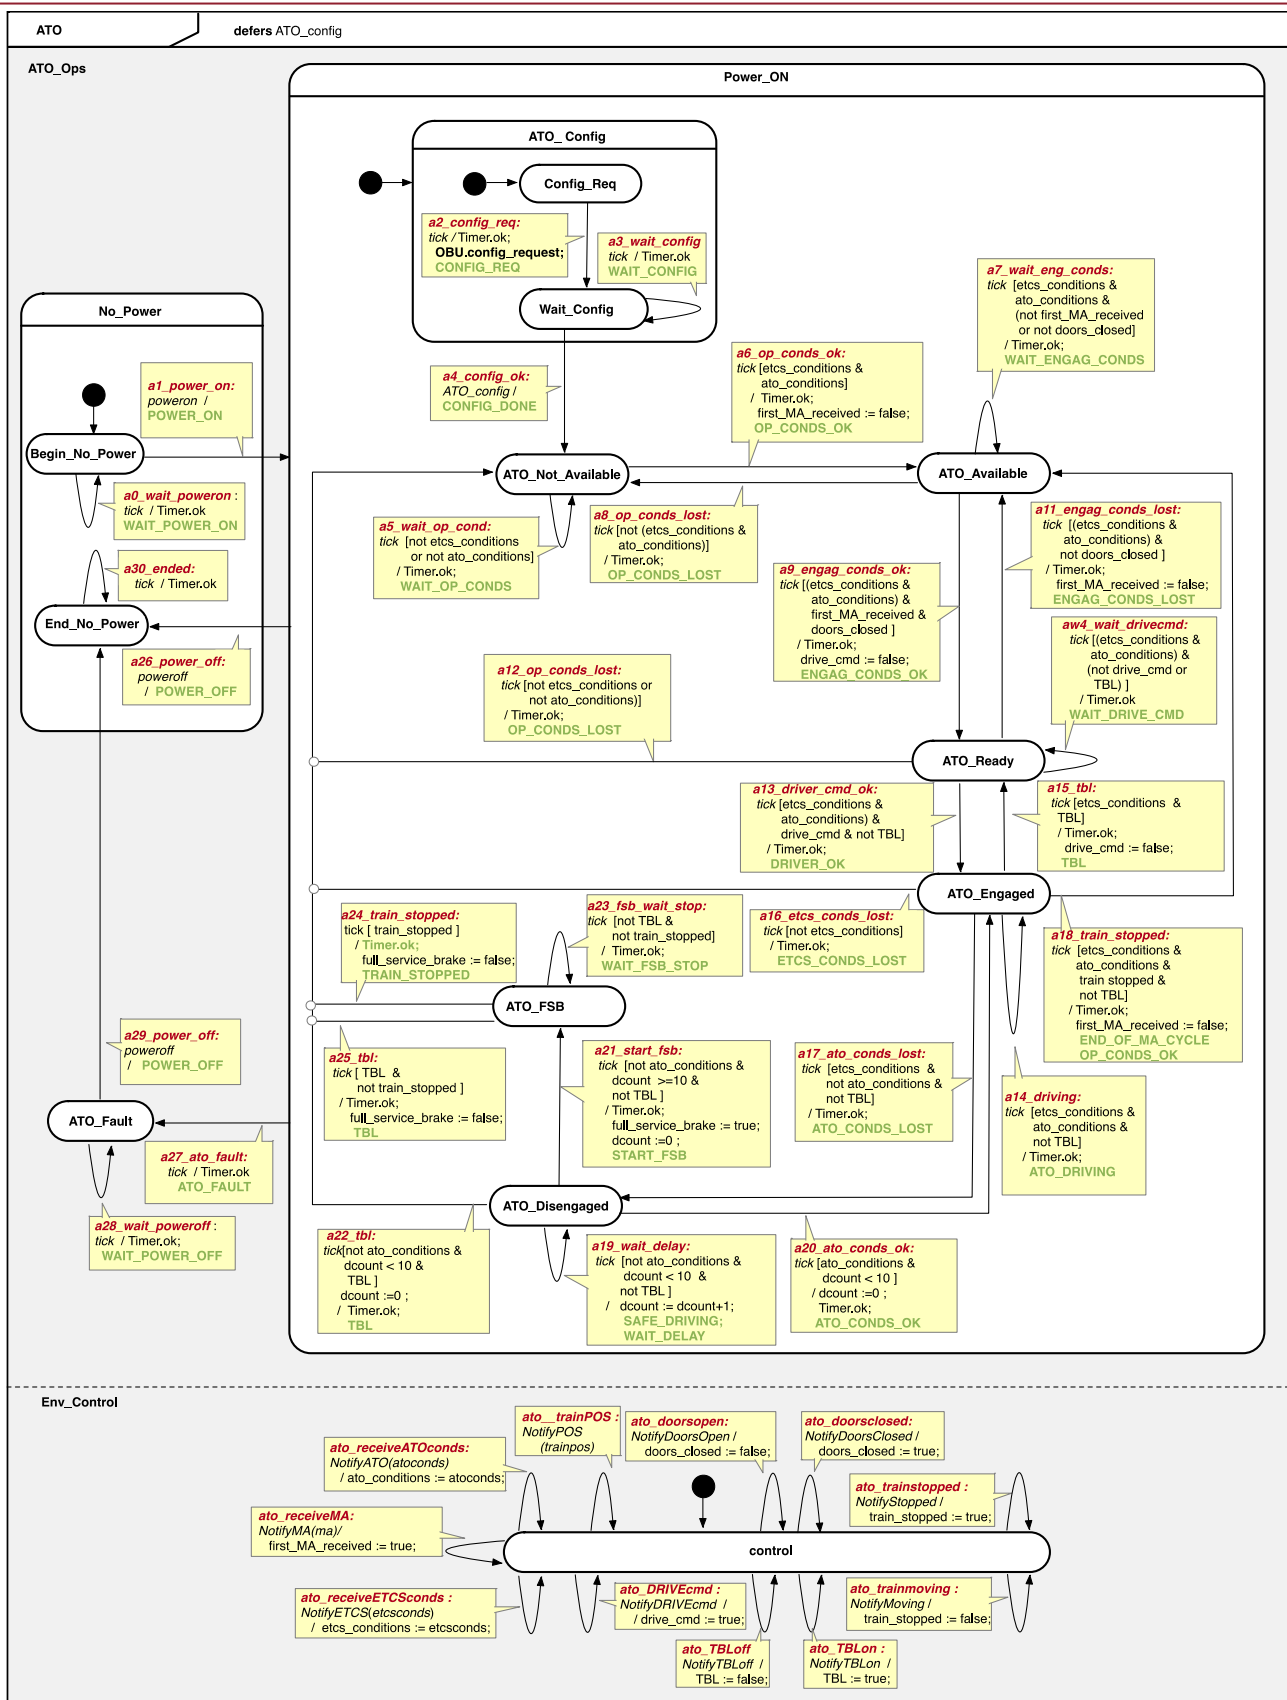 ATO
defers ATO_config
ATO_Ops
Power_ON
ATO_ Config
Config_Req
a2_config_req:
tick / Timer.ok;
OBU.config_request;
CONFIG_REQ
a3_wait_config
tick / Timer.ok
WAIT_CONFIG
Wait_Config
a7_wait_eng_conds:
tick [etcs_conditions &
ato_conditions &
(not first_MA_received
or not doors_closed]
/ Timer.ok;
WAIT_ENGAG_CONDS
No_Power
a1_power_on:
poweron /
POWER_ON
Begin_No_Power
a0_wait_poweron :
tick / Timer.ok
WAIT_POWER_ON
a30_ended:
tick / Timer.ok
End_No_Power
a26_power_off:
poweroff
/ POWER_OFF
a4_config_ok:
ATO_config /
CONFIG_DONE
a6_op_conds_ok:
tick [etcs_conditions &
ato_conditions]
/ Timer.ok;
first_MA_received := false;
OP_CONDS_OK
ATO_Not_Available
ATO_Available
a5_wait_op_cond:
tick [not etcs_conditions
or not ato_conditions]
/ Timer.ok;
WAIT_OP_CONDS
a8_op_conds_lost:
tick [not (etcs_conditions &
ato_conditions)]
/ Timer.ok;
OP_CONDS_LOST
a11_engag_conds_lost:
tick [(etcs_conditions &
ato_conditions) &
not doors_closed ]
/ Timer.ok;
first_MA_received := false;
ENGAG_CONDS_LOST
a9_engag_conds_ok:
tick [(etcs_conditions &
ato_conditions) &
first_MA_received &
doors_closed ]
/ Timer.ok;
drive_cmd := false;
ENGAG_CONDS_OK
aw4_wait_drivecmd:
tick [(etcs_conditions &
ato_conditions) &
(not drive_cmd or
TBL) ]
/ Timer.ok
WAIT_DRIVE_CMD
a12_op_conds_lost:
tick [not etcs_conditions or
not ato_conditions)]
/ Timer.ok;
OP_CONDS_LOST
ATO_Ready
a13_driver_cmd_ok:
tick [etcs_conditions &
ato_conditions) &
drive_cmd & not TBL]
/ Timer.ok;
DRIVER_OK
a15_tbl:
tick [etcs_conditions &
TBL]
/ Timer.ok;
drive_cmd := false;
TBL
ATO_Engaged
a24_train_stopped:
tick [ train_stopped ]
/ Timer.ok;
full_service_brake := false;
TRAIN_STOPPED
a23_fsb_wait_stop:
tick [not TBL &
not train_stopped]
/ Timer.ok;
WAIT_FSB_STOP
a16_etcs_conds_lost:
tick [not etcs_conditions]
/ Timer.ok;
ETCS_CONDS_LOST
a18_train_stopped:
tick [etcs_conditions &
ato_conditions &
train stopped &
not TBL]
/ Timer.ok;
first_MA_received := false;
END_OF_MA_CYCLE
OP_CONDS_OK
ATO_FSB
a29_power_off:
poweroff
/ POWER_OFF
a25_tbl:
tick [ TBL &
not train_stopped ]
/ Timer.ok;
full_service_brake := false;
TBL
a21_start_fsb:
tick [not ato_conditions &
dcount >=10 &
not TBL ]
/ Timer.ok;
full_service_brake := true;
dcount :=0 ;
START_FSB
a17_ato_conds_lost:
tick [etcs_conditions &
not ato_conditions &
not TBL]
/ Timer.ok;
ATO_CONDS_LOST
a14_driving:
tick [etcs_conditions &
ato_conditions &
not TBL]
/ Timer.ok;
ATO_DRIVING
ATO_Fault
a27_ato_fault:
tick / Timer.ok
ATO_FAULT
a28_wait_poweroff :
tick / Timer.ok;
WAIT_POWER_OFF
ATO_Disengaged
a22_tbl:
tick[not ato_conditions &
dcount < 10 &
TBL ]
dcount :=0 ;
/ Timer.ok;
TBL
a19_wait_delay:
tick [not ato_conditions &
dcount < 10 &
not TBL ]
/ dcount := dcount+1;
SAFE_DRIVING;
WAIT_DELAY
a20_ato_conds_ok:
tick [ato_conditions &
dcount < 10 ]
/ dcount :=0 ;
Timer.ok;
ATO_CONDS_OK
Env_Control
ato__trainPOS :
NotifyPOS
(trainpos)
ato_doorsopen:
NotifyDoorsOpen /
doors_closed := false;
ato_doorsclosed:
NotifyDoorsClosed /
doors_closed := true;
ato_receiveATOconds:
NotifyATO(atoconds)
/ ato_conditions := atoconds;
ato_trainstopped :
NotifyStopped /
train_stopped := true;
ato_receiveMA:
NotifyMA(ma)/
first_MA_received := true;
control
ato_receiveETCSconds :
NotifyETCS(etcsconds)
/ etcs_conditions := etcsconds;
ato_DRIVEcmd :
NotifyDRIVEcmd /
/ drive_cmd := true;
ato_trainmoving :
NotifyMoving /
train_stopped := false;
ato_TBLoff
NotifyTBLoff /
TBL := false;
ato_TBLon :
NotifyTBLon /
TBL := true;